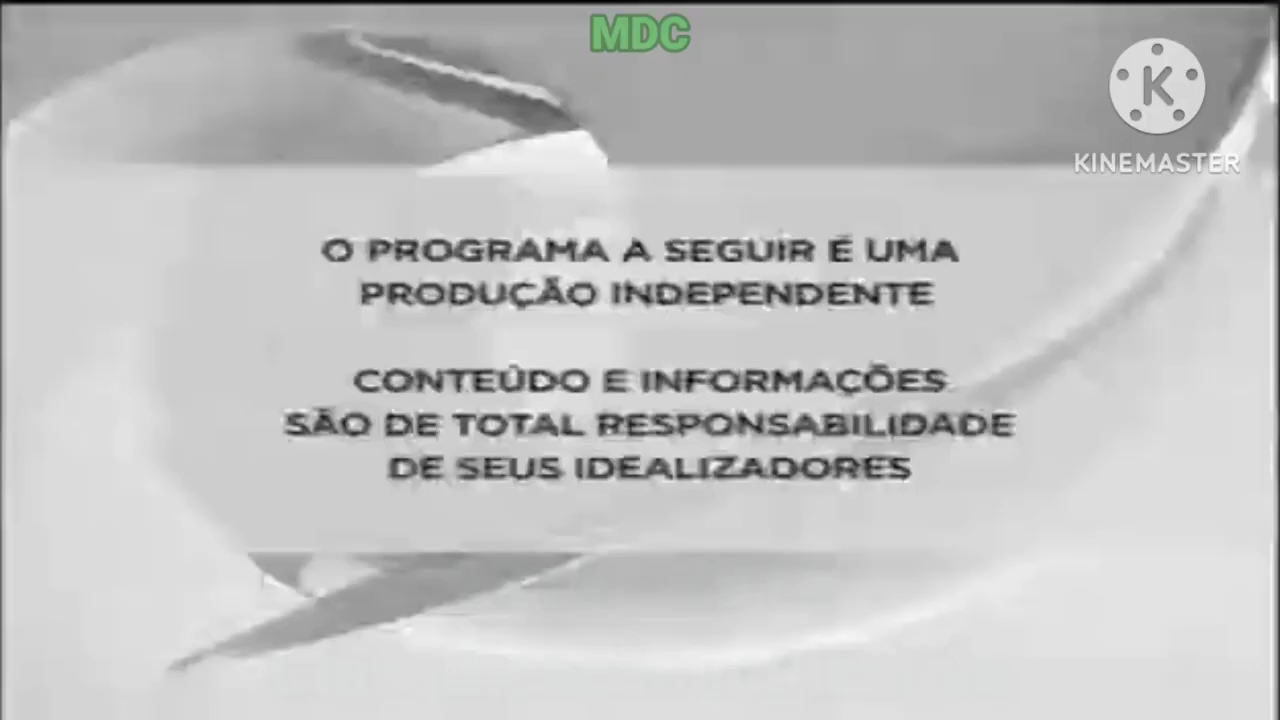 MDC
K
KINEMASTER
O PROGRAMA A SEGUIR É UMA
PRODUÇÃO INDEPENDENTE
CONTEÚDO E INFORMAÇÕES
SÃO DE TOTAL RESPONSABILIDADE
DE SEUS IDEALIZADORES